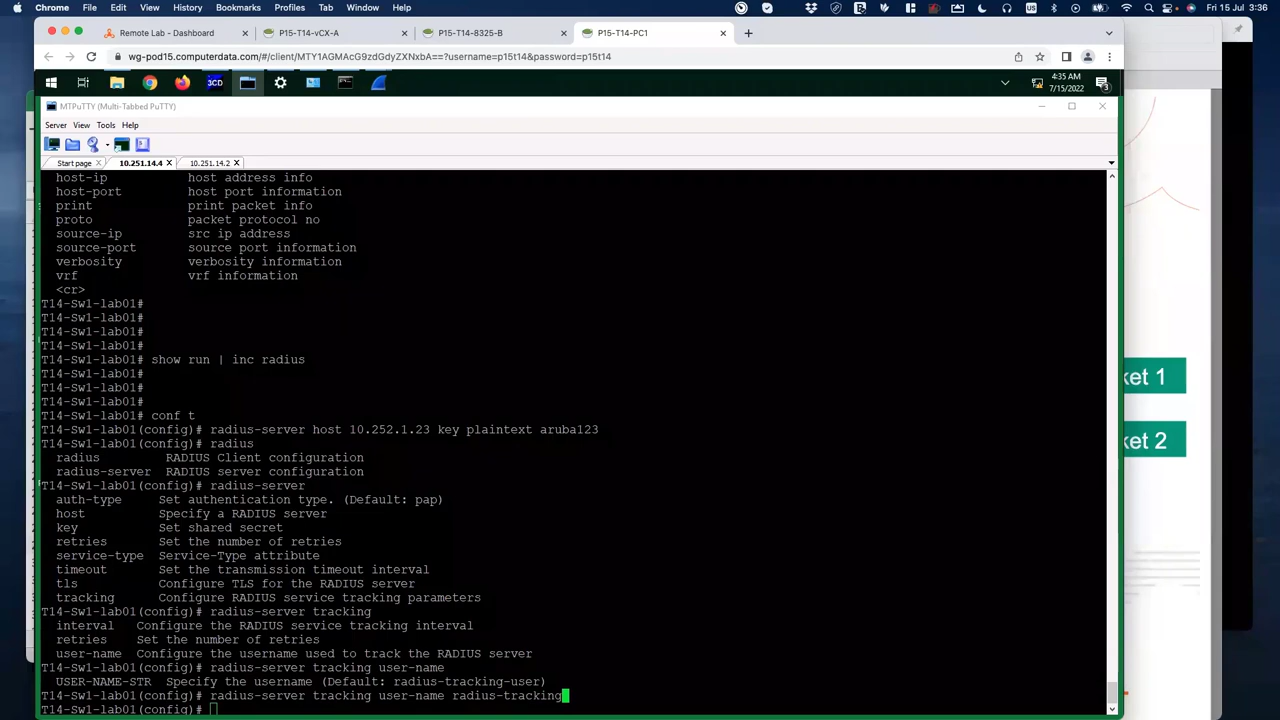 Chrome File Edit View History Bookmarks Profiles Tab Window Help Fri 15 Jul 3:36
Remote Lab - Dashboard P15-T14-vCX-A P15-T14-8325-B P15-T14-PC1
wg-pod15.computerdata.com/#/client/MTY1AGMAcG9zdGdyZXNxbA==?username=p15t14&password=p15t14
4:35 AM
7/15/2022
MTPuTTY (Multi-Tabbed PuTTY)
Server View Tools Help
Start page 10.251.14.4 10.251.14.2
host-ip host address info
host-port host port information
print print packet info
proto packet protocol no
source-ip src ip address
source-port source port information
verbosity verbosity information
vrf vrf information
<cr>
T14-Sw1-lab01#
T14-Sw1-lab01#
T14-Sw1-lab01#
T14-Sw1-lab01#
T14-Sw1-lab01# show run | inc radius
T14-Sw1-lab01#
T14-Sw1-lab01#
T14-Sw1-lab01#
T14-Sw1-lab01# conf t
T14-Sw1-lab01(config)# radius-server host 10.252.1.23 key plaintext aruba123
T14-Sw1-lab01(config)# radius
radius RADIUS Client configuration
radius-server RADIUS server configuration
T14-Sw1-lab01(config)# radius-server
auth-type Set authentication type. (Default: pap)
host Specify a RADIUS server
key Set shared secret
retries Set the number of retries
service-type Service-Type attribute
timeout Set the transmission timeout interval
tls Configure TLS for the RADIUS server
tracking Configure RADIUS service tracking parameters
T14-Sw1-lab01(config)# radius-server tracking
interval Configure the RADIUS service tracking interval
retries Set the number of retries
user-name Configure the username used to track the RADIUS server
T14-Sw1-lab01(config)# radius-server tracking user-name
USER-NAME-STR Specify the username (Default: radius-tracking-user)
T14-Sw1-lab01(config)# radius-server tracking user-name radius-tracking
T14-Sw1-lab01(config)#
ket 1
ket 2